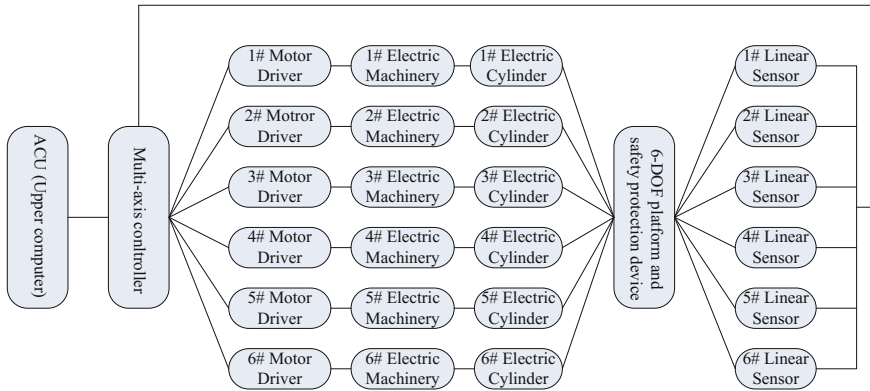 ACU (Upper computer)
Multi-axis conltroller
1# Motor
Driver
1# Electric
Machinery
1# Electric
Cylinder
2# Motror
Driver
2# Electric
Machinery
2# Electric
Cylinder
3# Motor
Driver
3# Electric
Machinery
3# Electric
Cylinder
4# Motor
Driver
4# Electric
Machinery
4# Electric
Cylinder
5# Motor
Driver
5# Electric
Machinery
5# Electric
Cylinder
6# Motor
Driver
6# Electric
Machinery
6# Electric
Cylinder
6-DOF platform and
safety protection device
1# Linear
Sensor
2# Linear
Sensor
3# Linear
Sensor
4# Linear
Sensor
5# Linear
Sensor
6# Linear
Sensor